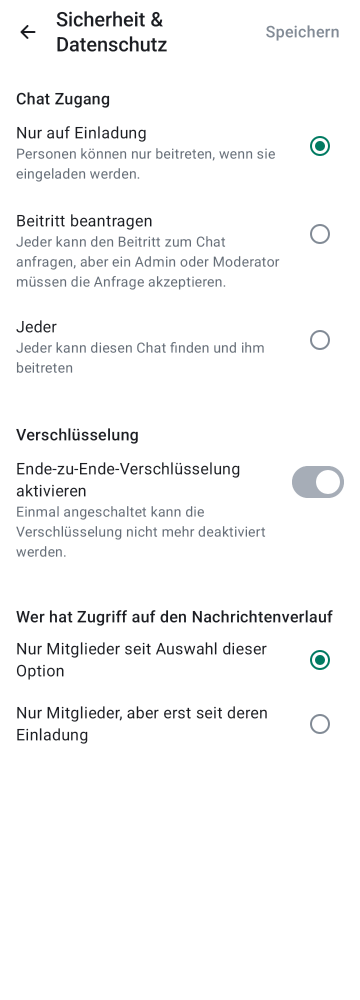 Sicherheit &
Datenschutz
Speichern
Chat Zugang
Nur auf Einladung
Personen können nur beitreten, wenn sie
eingeladen werden.
Beitritt beantragen
Jeder kann den Beitritt zum Chat
anfragen, aber ein Admin oder Moderator
müssen die Anfrage akzeptieren.
Jeder
Jeder kann diesen Chat finden und ihm
beitreten
Verschlüsselung
Ende-zu-Ende-Verschlüsselung
aktivieren
Einmal angeschaltet kann die
Verschlüsselung nicht mehr deaktiviert
werden.
Wer hat Zugriff auf den Nachrichtenverlauf
Nur Mitglieder seit Auswahl dieser
Option
Nur Mitglieder, aber erst seit deren
Einladung